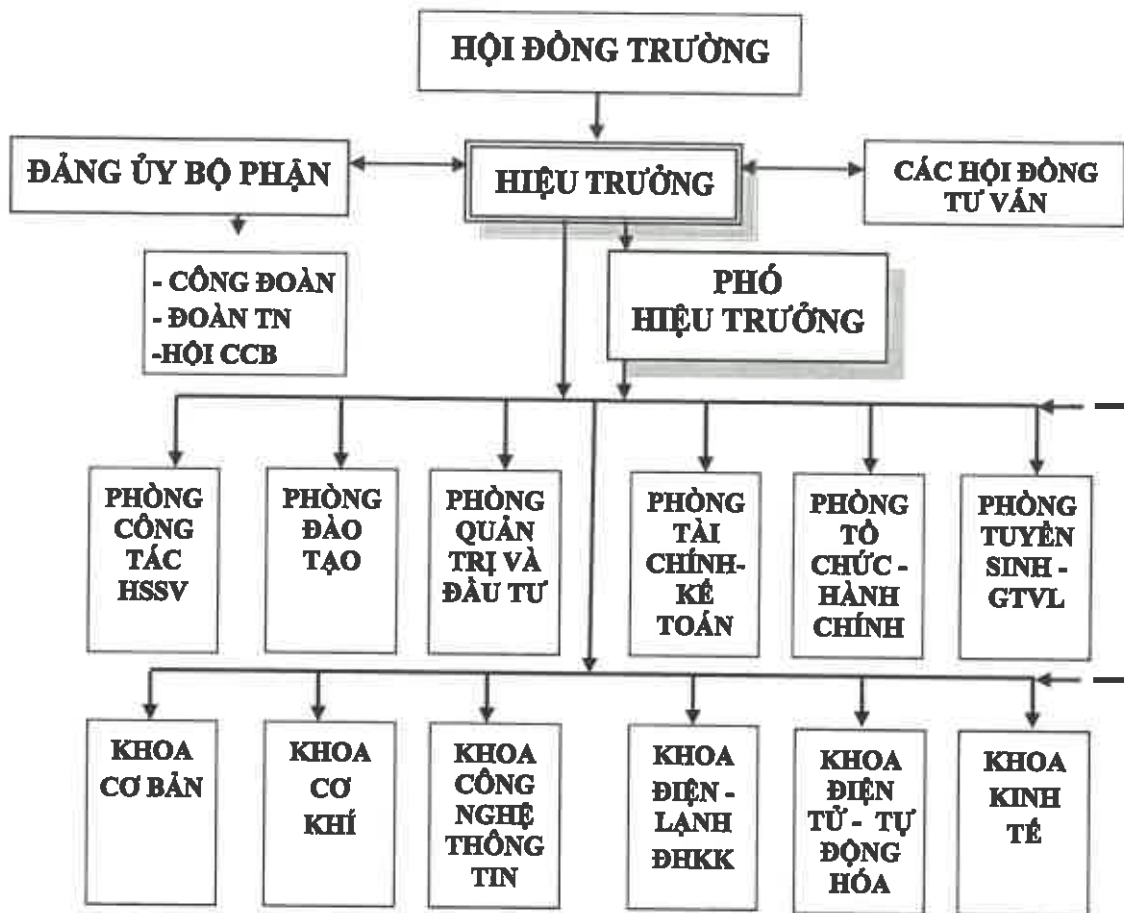 HỘI ĐỒNG TRƯỜNG
ĐẢNG ỦY BỘ PHẬN
HIỆU TRƯỞNG
CÁC HỘI ĐỒNG
TƯ VẤN
- CÔNG ĐOÀN
- ĐOÀN TN
-HỘI CCB
PHÓ
HIỆU TRƯỞNG
PHÒNG
CÔNG
TÁC
HSSV
PHÒNG
ĐÀO
TẠO
PHÒNG
QUẢN
TRỊ VÀ
ĐẦU TƯ
PHÒNG
TÀI
CHÍNH-
KẾ
TOÁN
PHÒNG
TỔ
CHỨC -
HÀNH
CHÍNH
PHÒNG
TUYỂN
SINH -
GTVL
KHOA
CƠ BẢN
KHOA
CƠ
KHÍ
KHOA
CÔNG
NGHỆ
THÔNG
TIN
KHOA
ĐIỆN -
LẠNH
ĐHKK
KHOA
ĐIỆN
TỬ - TỰ
ĐỘNG
HÓA
KHOA
KINH
TẾ